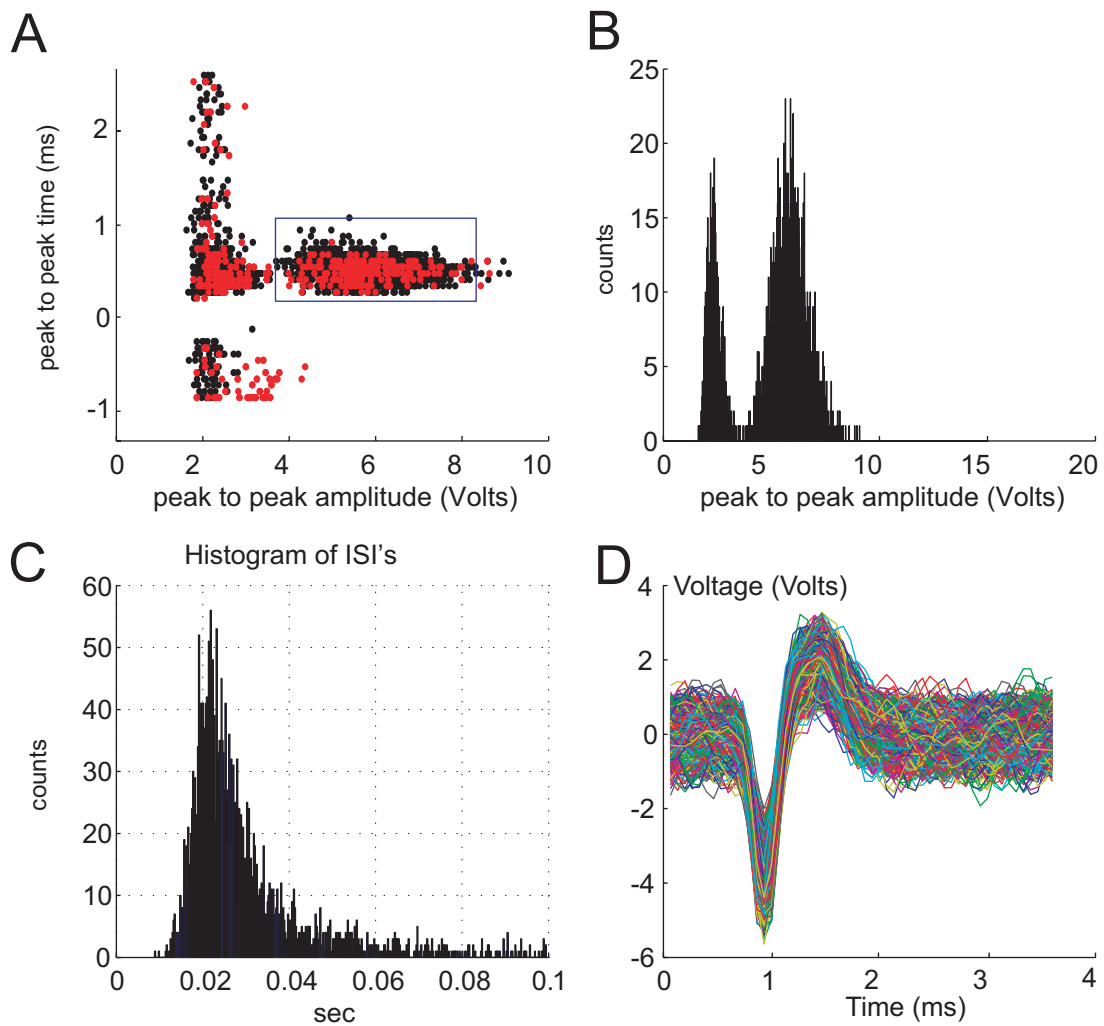 A
peak to peak time (ms)
2
1
0
-1
0 2 4 6 8 10
peak to peak amplitude (Volts)
B
counts
25
20
15
10
5
0
0 5 10 15 20
peak to peak amplitude (Volts)
C
Histogram of ISI's
counts
60
50
40
30
20
10
0
0 0.02 0.04 0.06 0.08 0.1
sec
D
Voltage (Volts)
4
2
0
-2
-4
-6
0 1 2 3 4
Time (ms)